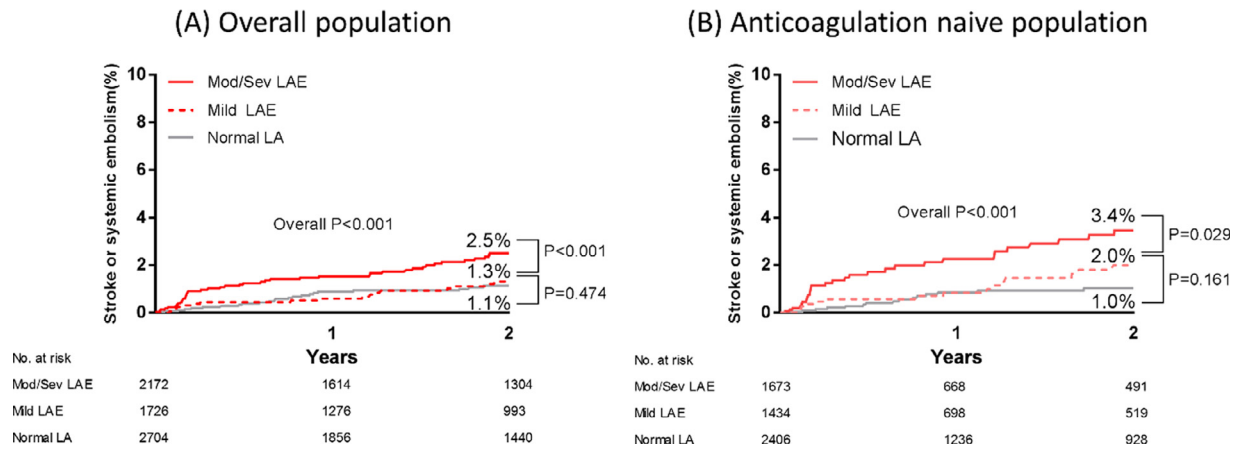 (A) Overall population
Stroke or systemic embolism(%)
10
8
6
4
2
0
Mod/Sev LAE
Mild LAE
Normal LA
Overall P<0.001
2.5%
1.3%
1.1%
P<0.001
P=0.474
1
2
Years
No. at risk
Mod/Sev LAE 2172 1614 1304
Mild LAE 1726 1276 993
Normal LA 2704 1856 1440
(B) Anticoagulation naive population
Stroke or systemic embolism(%)
10
8
6
4
2
0
Mod/Sev LAE
Mild LAE
Normal LA
Overall P<0.001
3.4%
2.0%
1.0%
P=0.029
P=0.161
1
2
Years
No. at risk
Mod/Sev LAE 1673 668 491
Mild LAE 1434 698 519
Normal LA 2406 1236 928